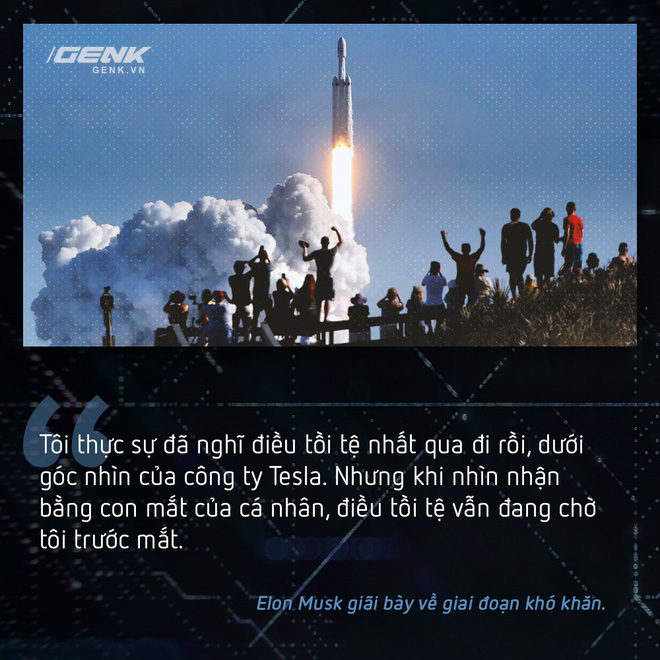 /GENK
GENK.VN
Tôi thực sự đã nghĩ điều tồi tệ nhất qua đi rồi, dưới
góc nhìn của công ty Tesla. Nhưng khi nhìn nhận
bằng con mắt của cá nhân, điều tồi tệ vẫn đang chờ
tôi trước mắt.
Elon Musk giãi bày về giai đoạn khó khăn.